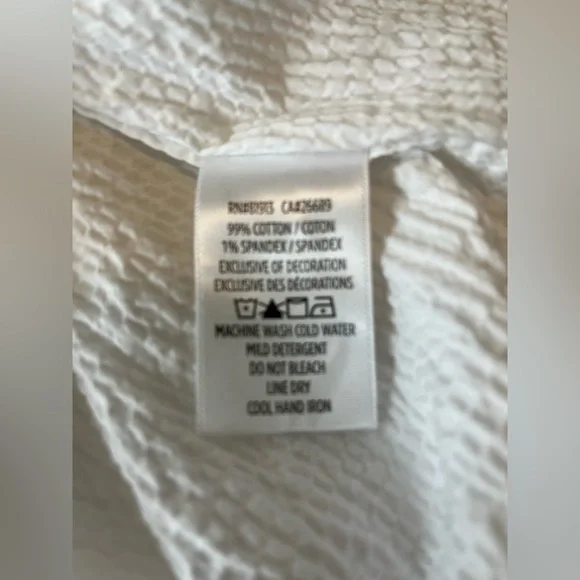 RN#81913 CA#26689
99% COTTON / COTON
1% SPANDEX / SPANDEX
EXCLUSIVE OF DECORATION
EXCLUSIVE DES DÉCORATIONS
MACHINE WASH COLD WATER
MILD DETERGENT
DO NOT BLEACH
LINE DRY
COOL HAND IRON